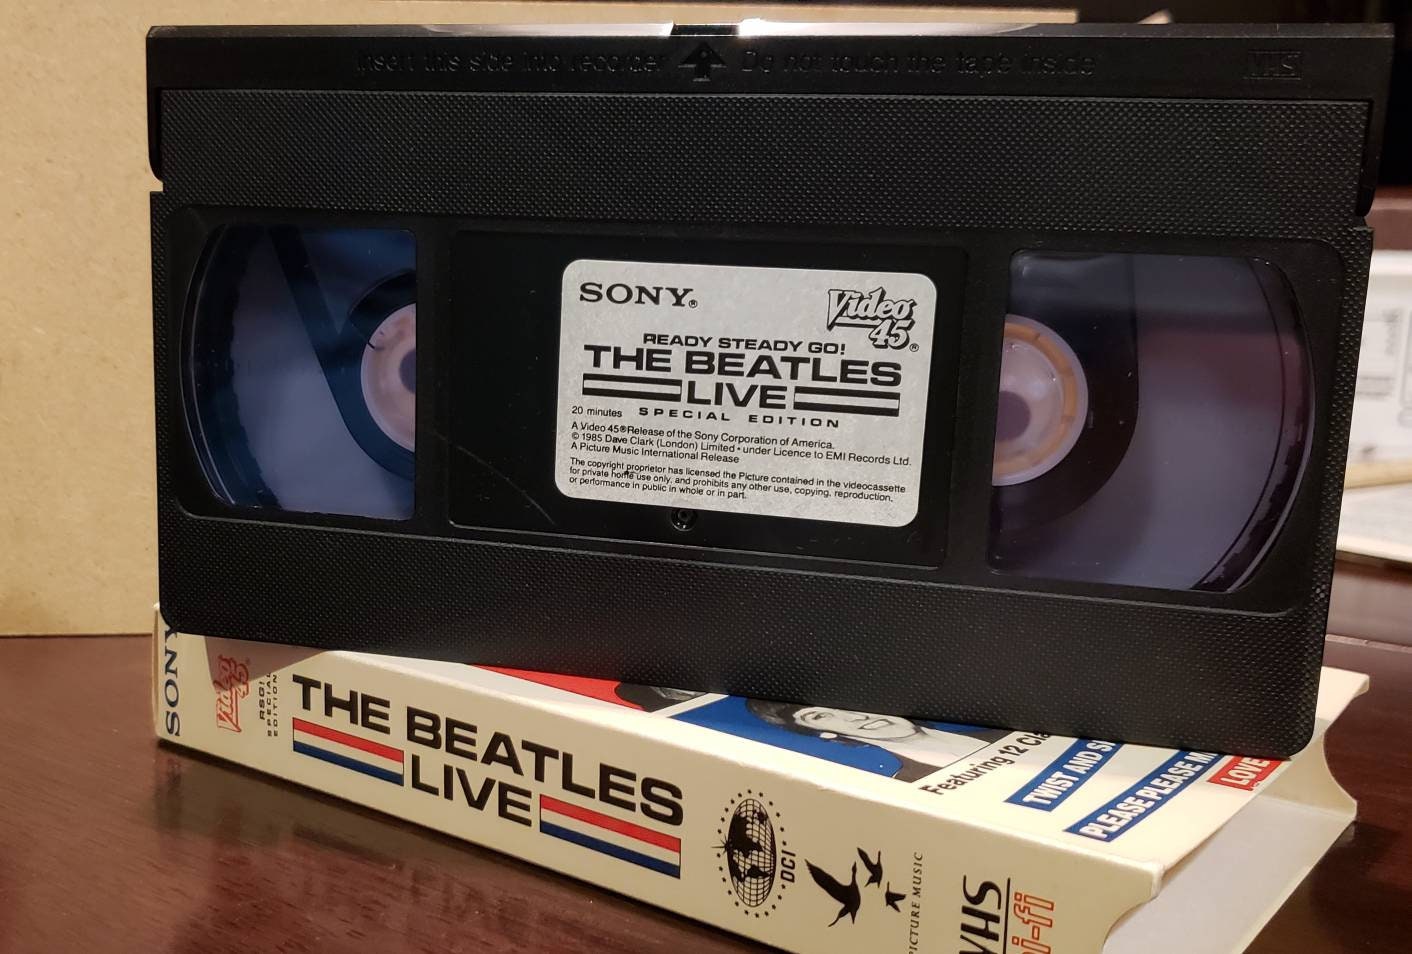 Insert this side into recorder Do not touch the tape inside
VHS
SONY®
Video 45®
READY STEADY GO!
THE BEATLES
LIVE
20 minutes SPECIAL EDITION
A Video 45® Release of the Sony Corporation of America.
© 1985 Dave Clark (London) Limited • under Licence to EMI Records Ltd.
A Picture Music International Release
The copyright proprietor has licensed the Picture contained in the videocassette
for private home use only, and prohibits any other use, copying, reproduction,
or performance in public in whole or in part.
SONY
Video 45®
RSG!
SPECIAL
EDITION
THE BEATLES
LIVE
DCI
PICTURE MUSIC
VHS
hi-fi
Featuring 12 Cla
TWIST AND S
PLEASE PLEASE M
LOVE